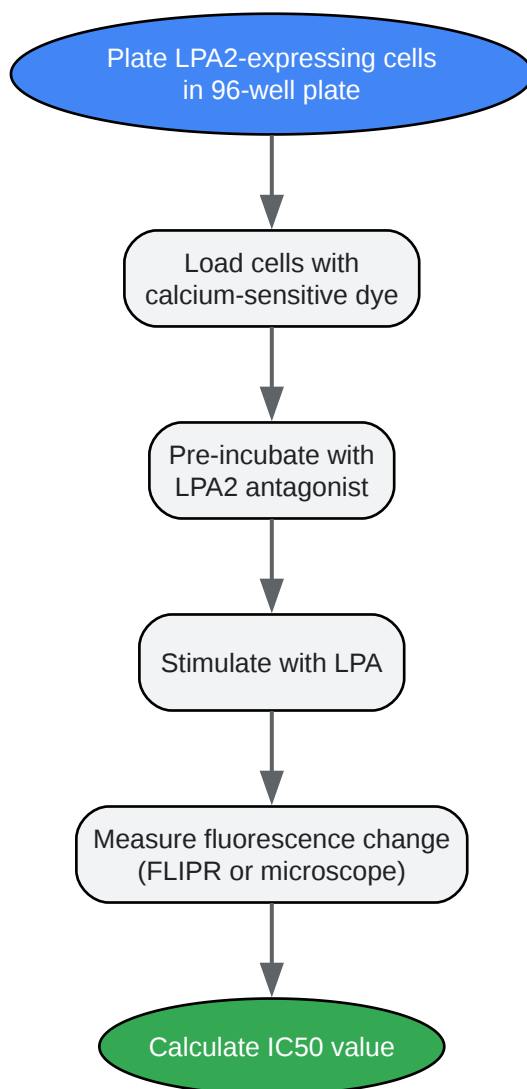 Plate LPA2-expressing cells
in 96-well plate
Load cells with
calcium-sensitive dye
Pre-incubate with
LPA2 antagonist
Stimulate with LPA
Measure fluorescence change
(FLIPR or microscope)
Calculate IC50 value